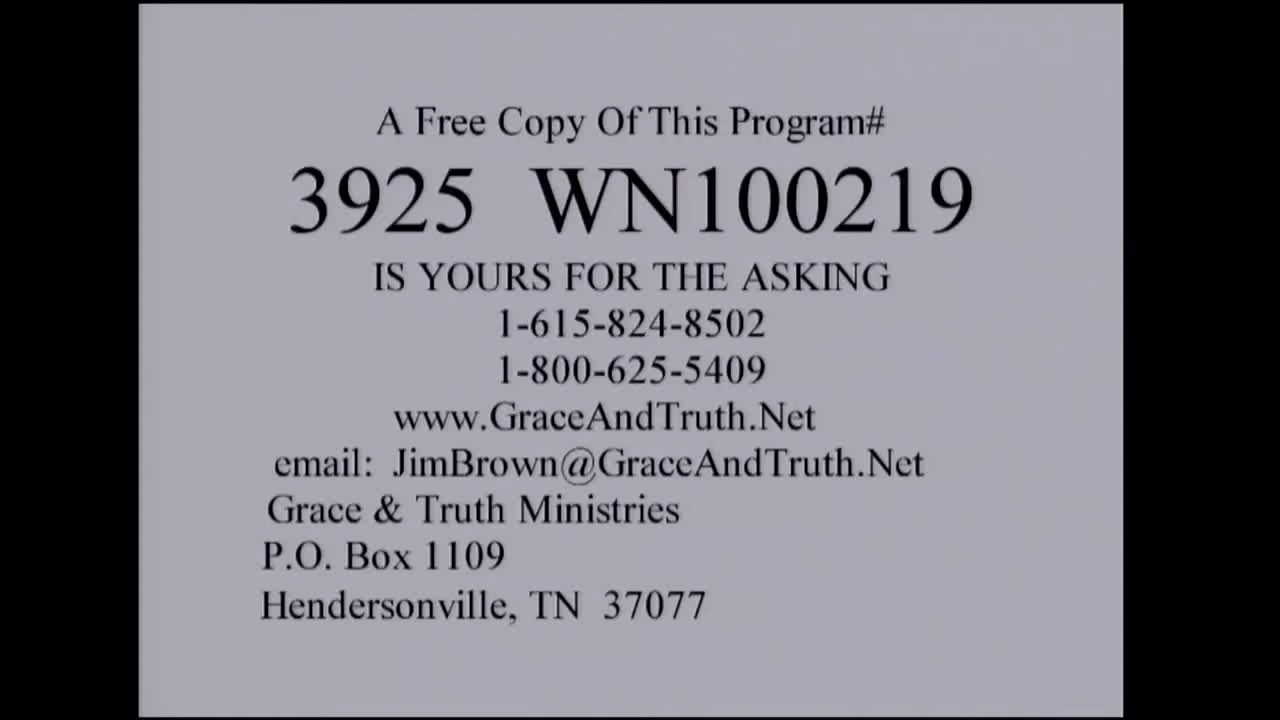 A Free Copy Of This Program#
3925 WN100219
IS YOURS FOR THE ASKING
1-615-824-8502
1-800-625-5409
www.GraceAndTruth.Net
email: JimBrown@GraceAndTruth.Net
Grace & Truth Ministries
P.O. Box 1109
Hendersonville, TN 37077